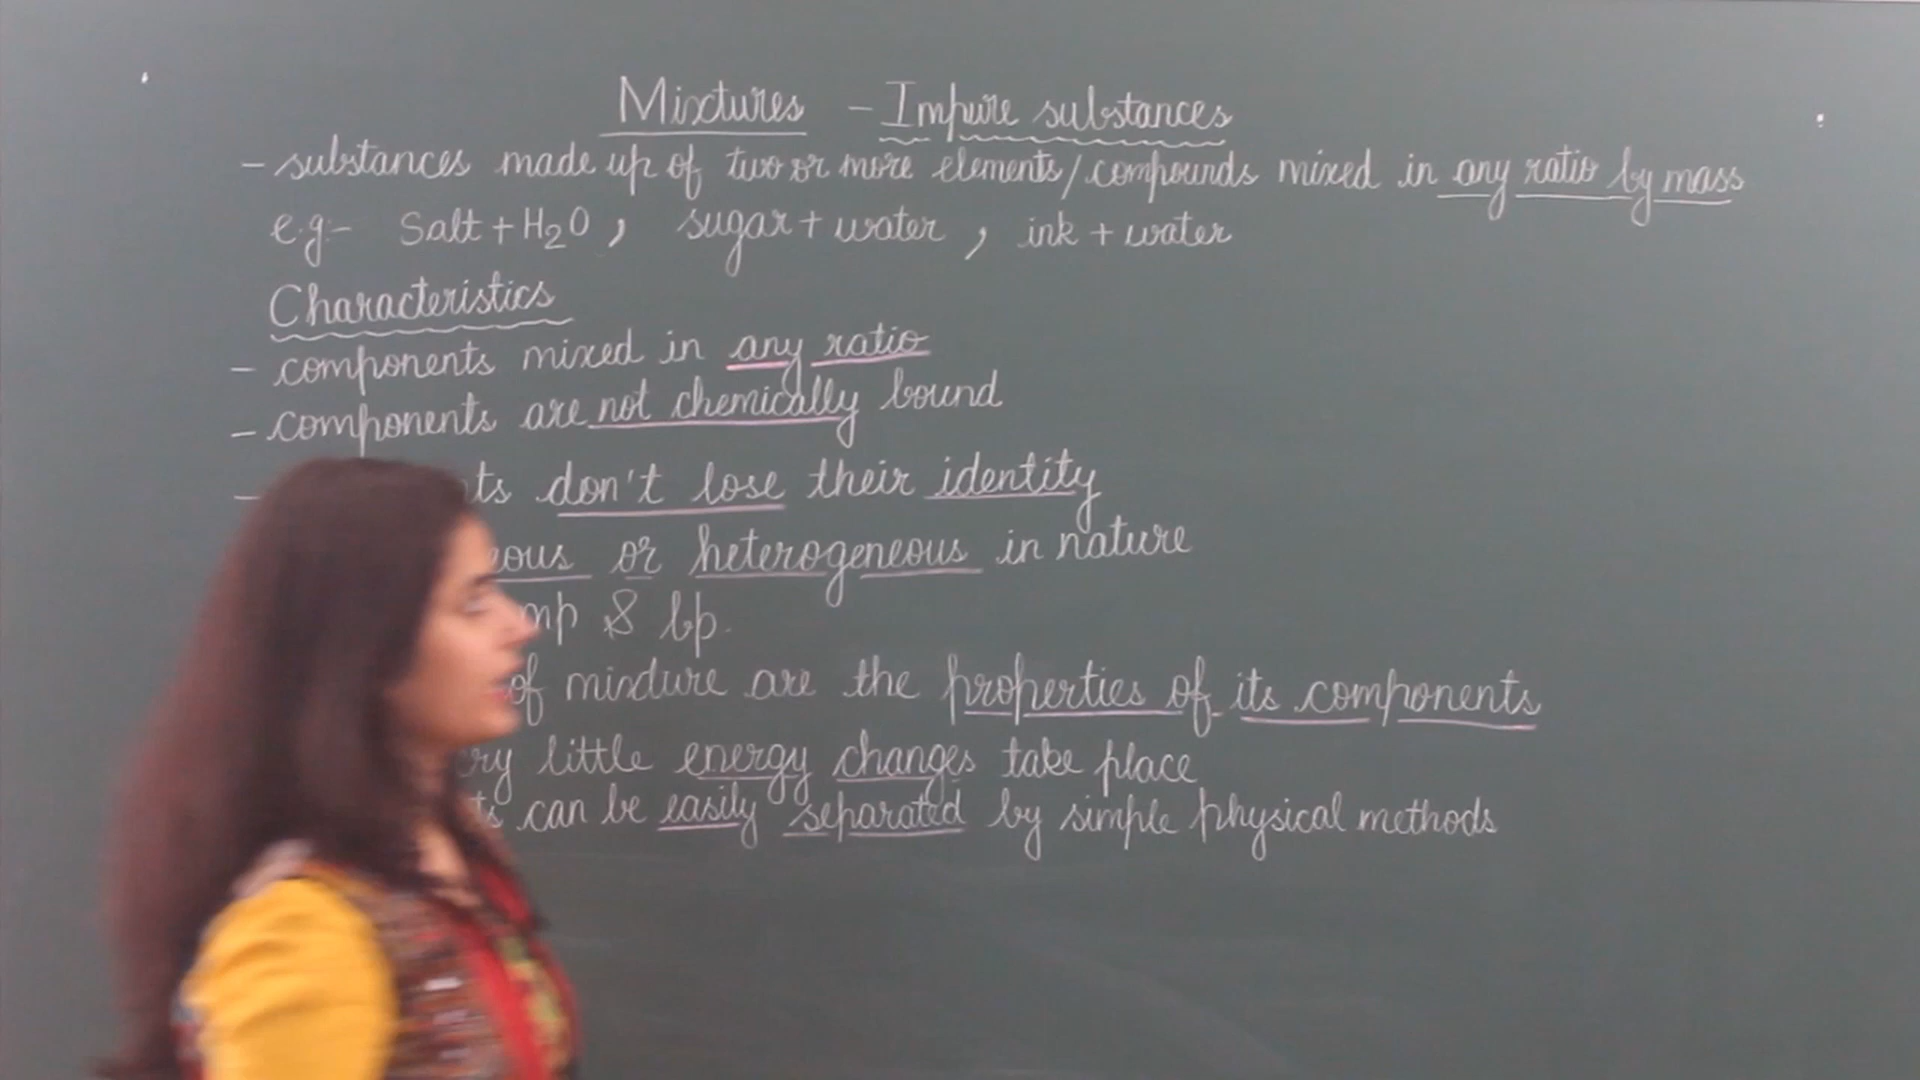 Mixtures - Impure substances
- substances made up of two or more elements/compounds mixed in any ratio by mass
e.g:- Salt + H2O, sugar + water, ink + water
Characteristics
- components mixed in any ratio
- components are not chemically bound
- ts don't lose their identity
eous or heterogeneous in nature
mp & bp.
of mixture are the properties of its components
ery little energy changes take place
ts can be easily separated by simple physical methods